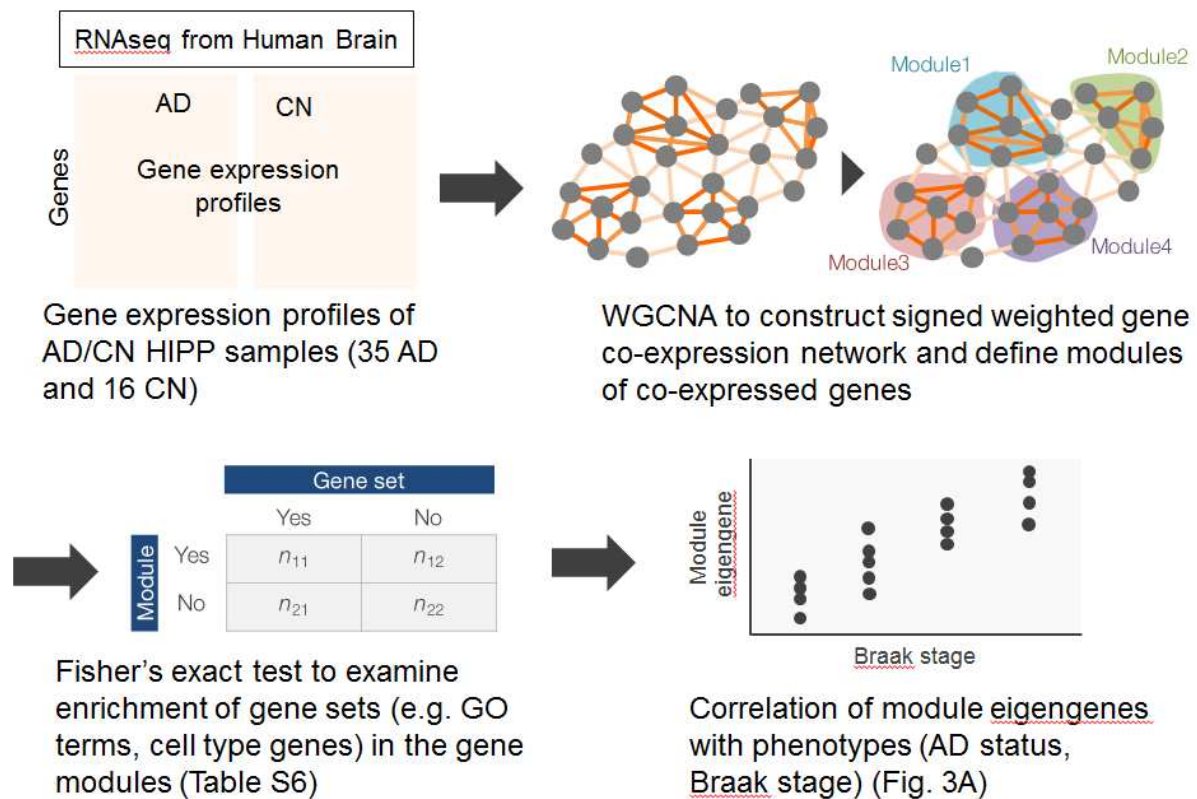 RNAseq from Human Brain
AD
CN
Genes
Gene expression
profiles
Gene expression profiles of
AD/CN HIPP samples (35 AD
and 16 CN)
Module1
Module2
Module3
Module4
WGCNA to construct signed weighted gene
co-expression network and define modules
of co-expressed genes
Gene set
Yes
No
Module
Yes
n11
n12
No
n21
n22
Fisher's exact test to examine
enrichment of gene sets (e.g. GO
terms, cell type genes) in the gene
modules (Table S6)
Module
eigengene
Braak stage
Correlation of module eigengenes
with phenotypes (AD status,
Braak stage) (Fig. 3A)